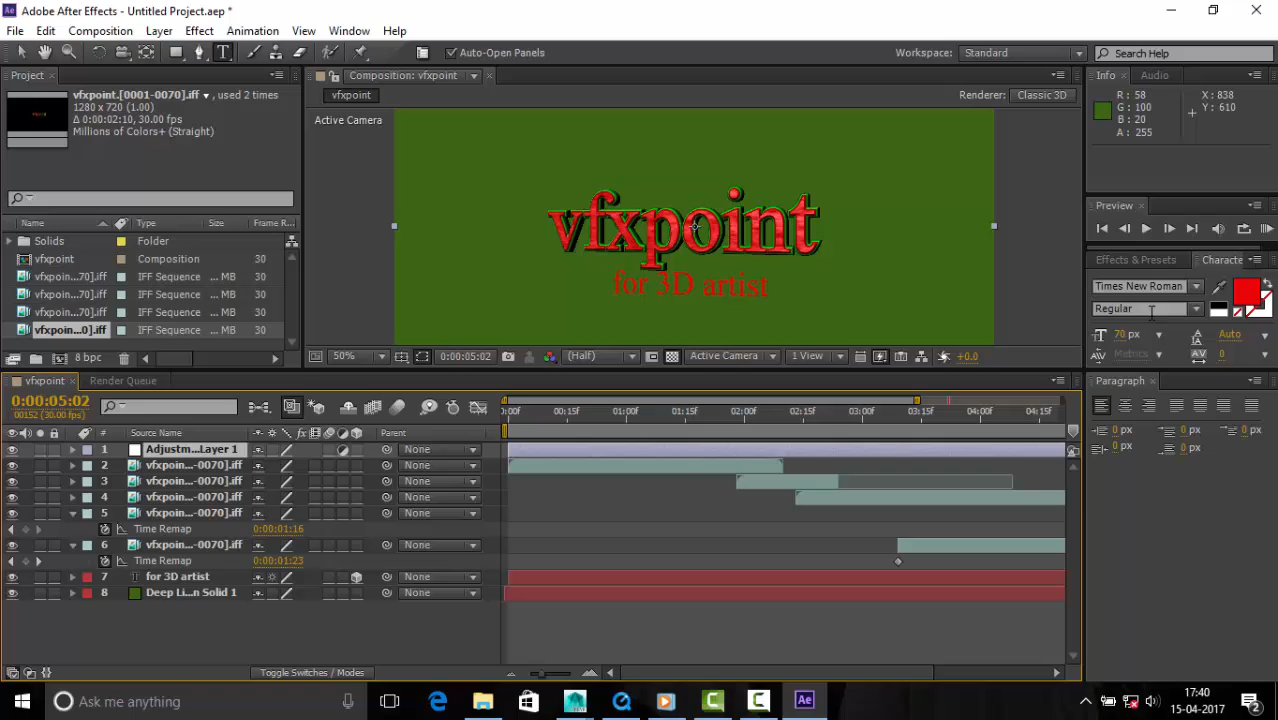 Adobe After Effects - Untitled Project.aep *
File Edit Composition Layer Effect Animation View Window Help
Auto-Open Panels
Workspace: Standard
Search Help
Project
vfxpoint.[0001-0070].iff ▾, used 2 times
1280 x 720 (1.00)
Δ 0:00:02:10, 30.00 fps
Millions of Colors+ (Straight)
Name Type Size Frame R...
Solids Folder
vfxpoint Composition 30
vfxpoin...70].iff IFF Sequence ... MB 30
vfxpoin...70].iff IFF Sequence ... MB 30
vfxpoin...70].iff IFF Sequence ... MB 30
vfxpoin...0].iff IFF Sequence ... MB 30
8 bpc
Composition: vfxpoint
vfxpoint
Renderer: Classic 3D
Active Camera
vfxpoint
for 3D artist
50% 0:00:05:02 (Half) Active Camera 1 View +0.0
Info Audio
R : 58 X : 838
G : 100 Y : 610
B : 20
A : 255
Preview
Effects & Presets Characte
Times New Roman
Regular
70 px Auto
Metrics 0
Paragraph
0 px 0 px 0 px
0 px 0 px
vfxpoint Render Queue
0:00:05:02
00152 (30.00 fps)
0:00f 00:15f 01:00f 01:15f 02:00f 02:15f 03:00f 03:15f 04:00f 04:15f
# Source Name Parent
1 Adjustm...Layer 1 None
2 vfxpoin...-0070].iff None
3 vfxpoin...-0070].iff None
4 vfxpoin...-0070].iff None
5 vfxpoin...-0070].iff None
Time Remap 0:00:01:16
6 vfxpoin...-0070].iff None
Time Remap 0:00:01:23
7 T for 3D artist None
8 Deep Li...n Solid 1 None
Toggle Switches / Modes
Ask me anything
17:40
15-04-2017
2